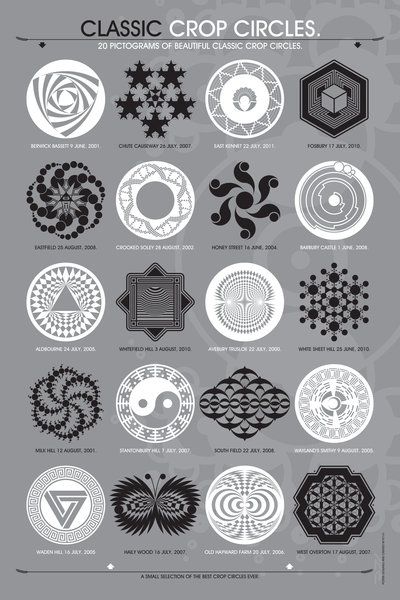 CLASSIC CROP CIRCLES.
20 PICTOGRAMS OF BEAUTIFUL CLASSIC CROP CIRCLES.
BERWICK BASSETT 9 JUNE, 2001.
CHUTE CAUSEWAY 26 JULY, 2007.
EAST KENNET 22 JULY, 2011.
FOSBURY 17 JULY, 2010.
EASTFIELD 25 AUGUST, 2008.
CROOKED SOLEY 28 AUGUST, 2002.
HONEY STREET 16 JUNE, 2004.
BARBURY CASTLE 1 JUNE, 2008.
ALDBOURNE 24 JULY, 2005.
WHITEFIELD HILL 3 AUGUST, 2010.
AVEBURY TRUSLOE 22 JULY, 2000.
WHITE SHEET HILL 25 JUNE, 2010.
MILK HILL 12 AUGUST, 2001.
STANTONBURY HILL 7 JULY, 2007.
SOUTH FIELD 22 JULY, 2008.
WAYLAND'S SMITHY 9 AUGUST, 2005.
WADEN HILL 16 JULY, 2005
HAILY WOOD 16 JULY, 2007.
OLD HAYWARD FARM 20 JULY, 2006.
WEST OVERTON 17 AUGUST, 2007.
A SMALL SELECTION OF THE BEST CROP CIRCLES EVER.